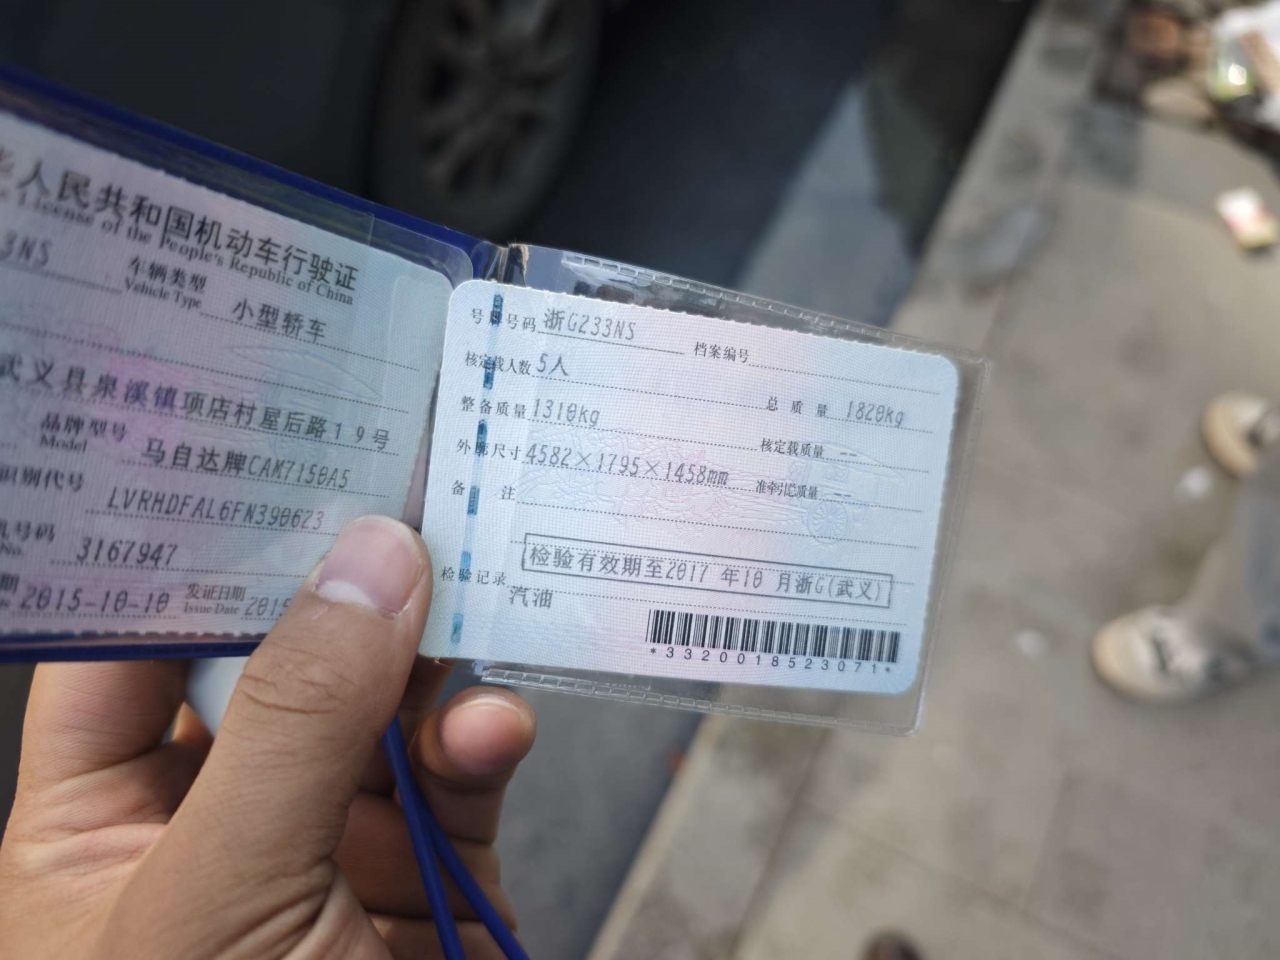 人民共和国机动车行驶证
License of the People's Republic of China
3NS
车辆类型
Vehicle Type
小型轿车
武义县泉溪镇项店村屋后路19号
品牌型号
Model
马自达牌CAM7150A5
识别代号
LVRHDFAL6FN390623
机号码
No.
3167947
期 2015-10-10
发证日期
Issue Date
2015
号牌号码 浙G233NS
档案编号
核定载人数 5人
总质量 1820kg
整备质量 1310kg
核定载质量 --
外廓尺寸 4582×1795×1458mm
准牵引总质量 --
备注
检验有效期至2017年10月浙G(武义)
检验记录
汽油
*3320018523071*